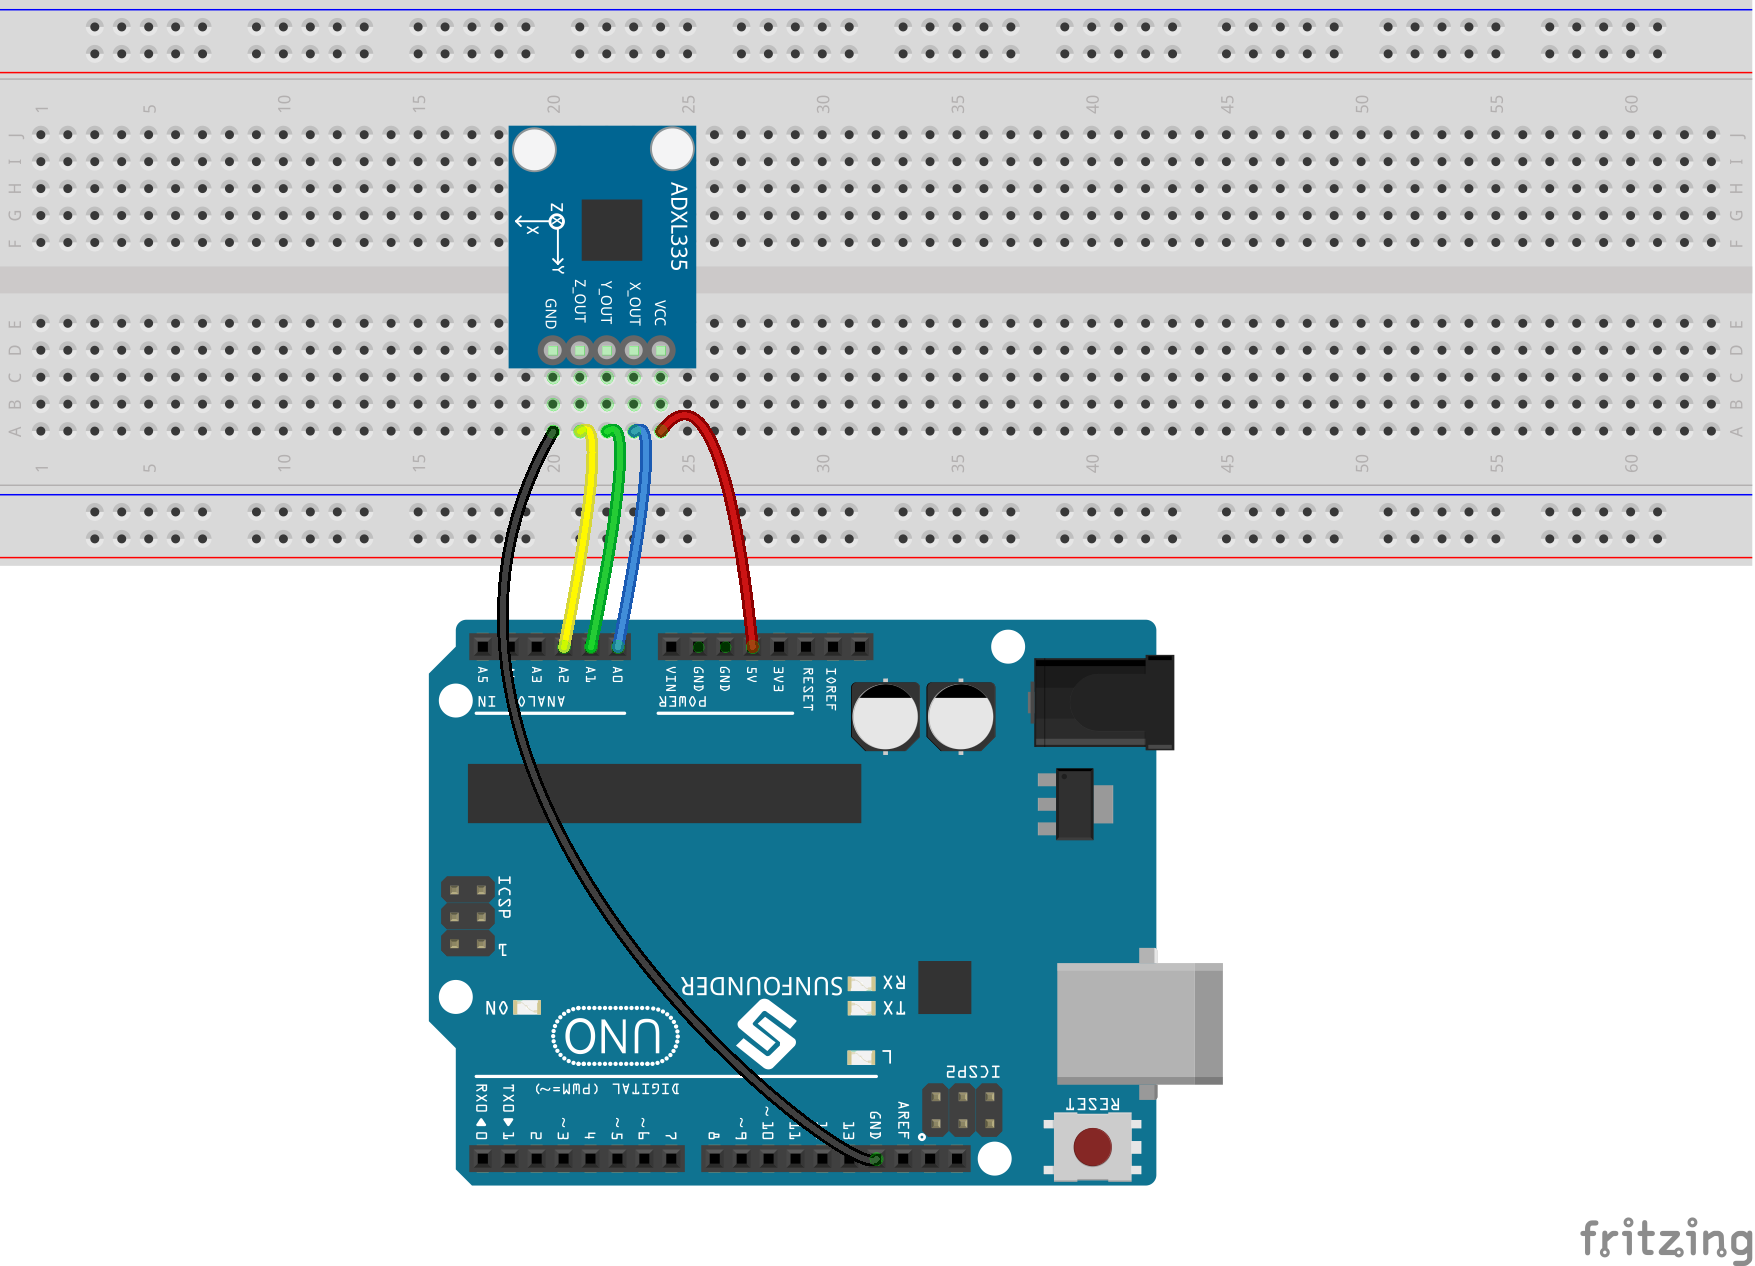 1 5 10 15 20 25 30 35 40 45 50 55 60
J J
I I
H H
G G
F F
ADXL335
Z
X
Y
GND Z_OUT Y_OUT X_OUT VCC
E E
D D
C C
B B
A A
1 5 10 15 20 25 30 35 40 45 50 55 60
A5 A3 A2 A1 A0 VIN GND GND 5V 3V3 RESET IOREF
ANALOG IN POWER
ICSP
1
SUNFOUNDER
RX
TX
ON
UNO
L
ICSP2
DIGITAL (PWM=~)
RESET
RX0 ◀ 0 TX0 ▶ 1 2 ~3 4 ~5 ~6 7 8 ~9 ~10 11 13 GND AREF
fritzing